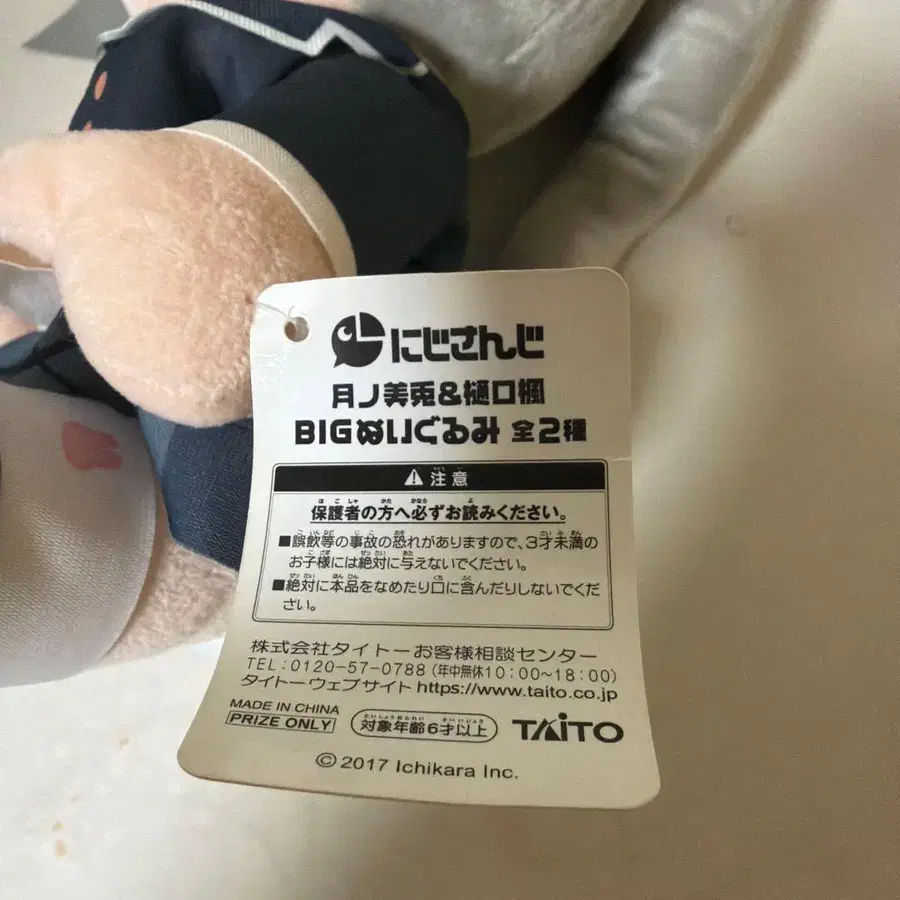 にじさんじ
月ノ美兎&樋口楓
BIGぬいぐるみ 全2種
注意
保護者の方へ必ずお読みください。
■誤飲等の事故の恐れがありますので、3才未満の
お子様には絶対に与えないでください。
■絶対に本品をなめたり口に含んだりしないでくだ
さい。
株式会社タイトーお客様相談センター
TEL:0120-57-0788(年中無休10:00〜18:00)
タイトーウェブサイト https://www.taito.co.jp
MADE IN CHINA
PRIZE ONLY
対象年齢6才以上
TAITO
© 2017 Ichikara Inc.